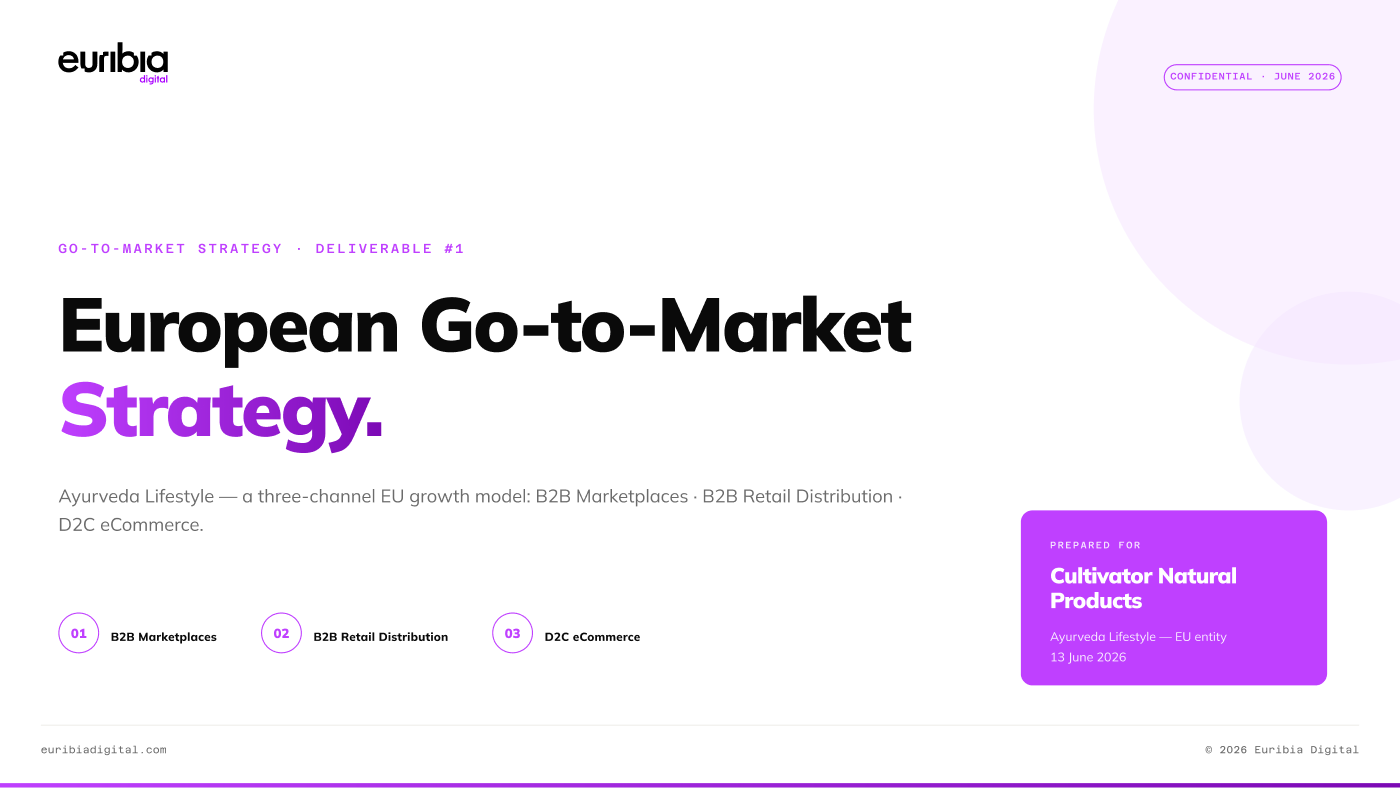 euribia
digital
CONFIDENTIAL · JUNE 2026
GO-TO-MARKET STRATEGY · DELIVERABLE #1
European Go-to-Market
Strategy.
Ayurveda Lifestyle — a three-channel EU growth model: B2B Marketplaces · B2B Retail Distribution ·
D2C eCommerce.
01 B2B Marketplaces
02 B2B Retail Distribution
03 D2C eCommerce
PREPARED FOR
Cultivator Natural
Products
Ayurveda Lifestyle — EU entity
13 June 2026
euribiadigital.com
© 2026 Euribia Digital